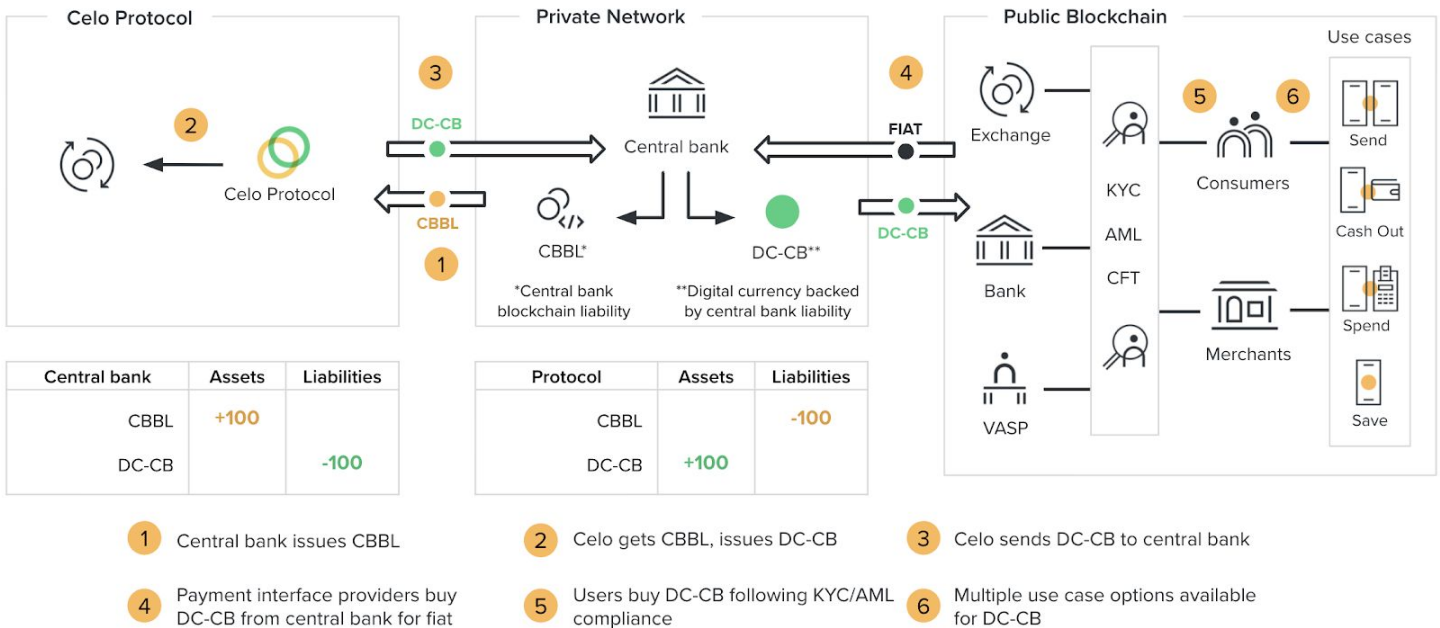 Celo Protocol
Private Network
Public Blockchain
2
Celo Protocol
3
DC-CB
CBBL
1
Central bank
CBBL*
DC-CB**
*Central bank
blockchain liability
**Digital currency backed
by central bank liability
4
FIAT
DC-CB
Exchange
Bank
VASP
KYC
AML
CFT
5
6
Consumers
Merchants
Use cases
Send
Cash Out
Spend
Save
Central bank Assets Liabilities
CBBL +100
DC-CB -100
Protocol Assets Liabilities
CBBL -100
DC-CB +100
1 Central bank issues CBBL
2 Celo gets CBBL, issues DC-CB
3 Celo sends DC-CB to central bank
4 Payment interface providers buy
DC-CB from central bank for fiat
5 Users buy DC-CB following KYC/AML
compliance
6 Multiple use case options available
for DC-CB